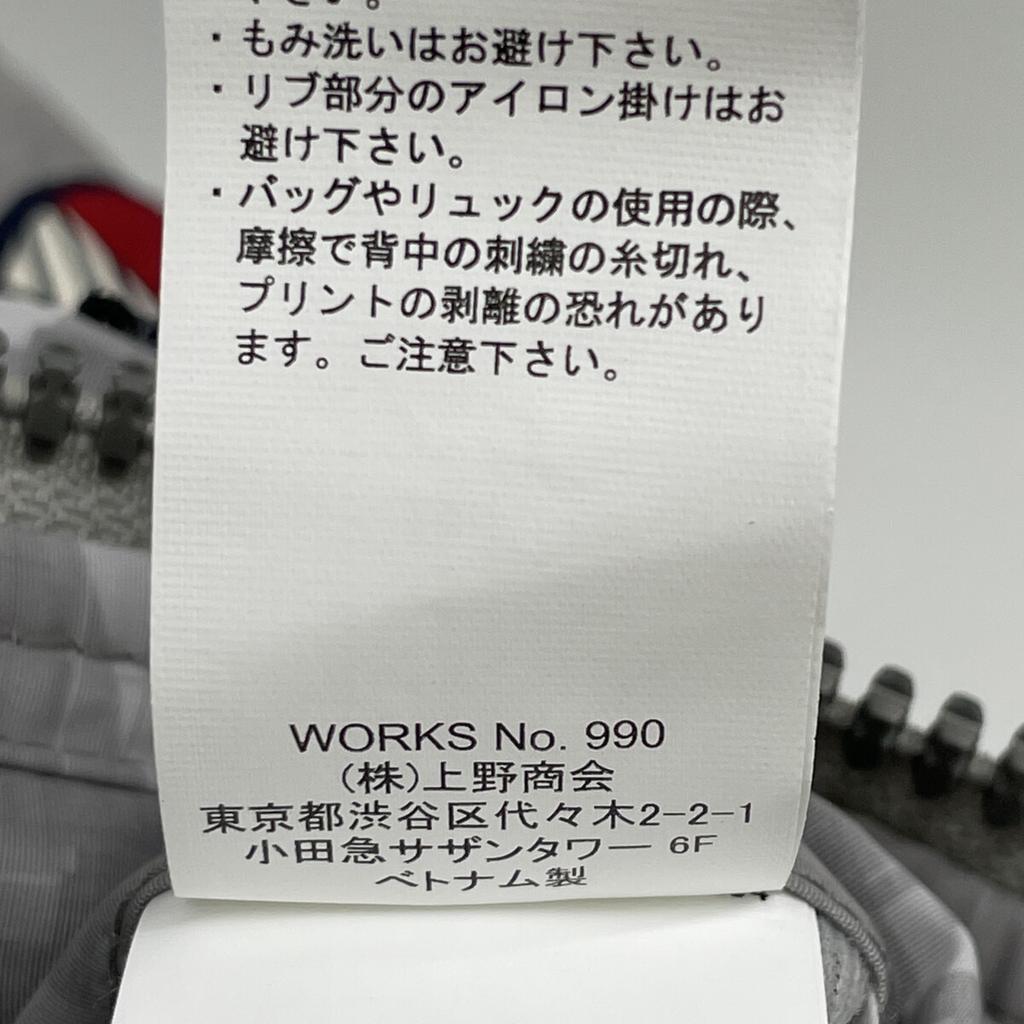 下さい。
・もみ洗いはお避け下さい。
・リブ部分のアイロン掛けはお
避け下さい。
・バッグやリュックの使用の際、
摩擦で背中の刺繍の糸切れ、
プリントの剥離の恐れがあり
ます。ご注意下さい。
WORKS No. 990
(株)上野商会
東京都渋谷区代々木2-2-1
小田急サザンタワー 6F
ベトナム製